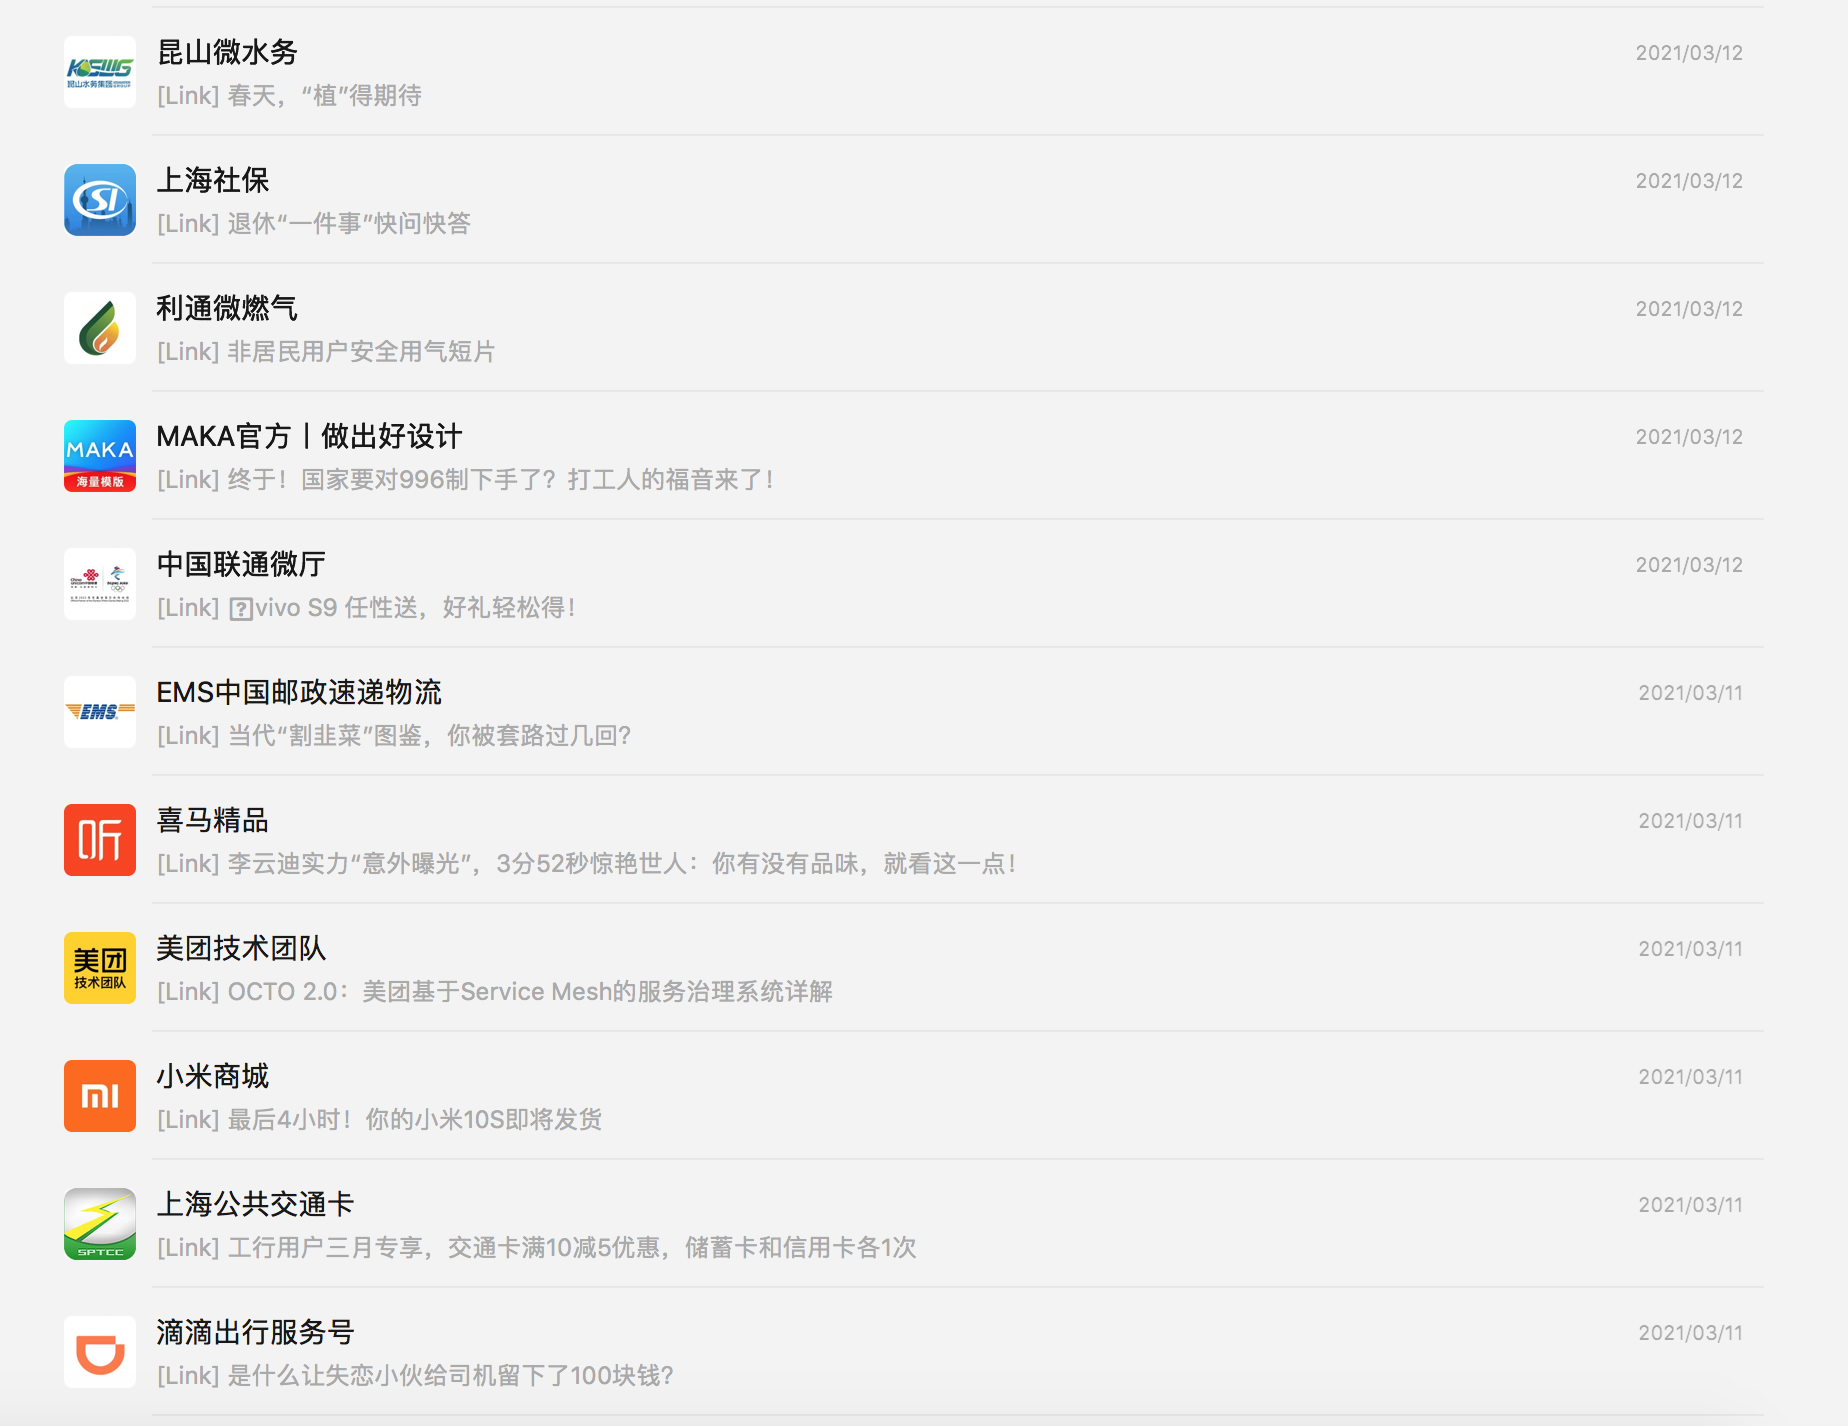 KSWG
昆山水务集团
昆山微水务
2021/03/12
[Link] 春天，“植”得期待
SI
上海社保
2021/03/12
[Link] 退休“一件事”快问快答
利通微燃气
2021/03/12
[Link] 非居民用户安全用气短片
MAKA
海量模版
MAKA官方丨做出好设计
2021/03/12
[Link] 终于！国家要对996制下手了？打工人的福音来了！
中国联通微厅
2021/03/12
[Link] vivo S9 任性送，好礼轻松得！
EMS
EMS中国邮政速递物流
2021/03/11
[Link] 当代“割韭菜”图鉴，你被套路过几回?
听
喜马精品
2021/03/11
[Link] 李云迪实力“意外曝光”，3分52秒惊艳世人：你有没有品味，就看这一点！
美团
技术团队
美团技术团队
2021/03/11
[Link] OCTO 2.0：美团基于Service Mesh的服务治理系统详解
mi
小米商城
2021/03/11
[Link] 最后4小时！你的小米10S即将发货
SPTCC
上海公共交通卡
2021/03/11
[Link] 工行用户三月专享，交通卡满10减5优惠，储蓄卡和信用卡各1次
滴滴出行服务号
2021/03/11
[Link] 是什么让失恋小伙给司机留下了100块钱?